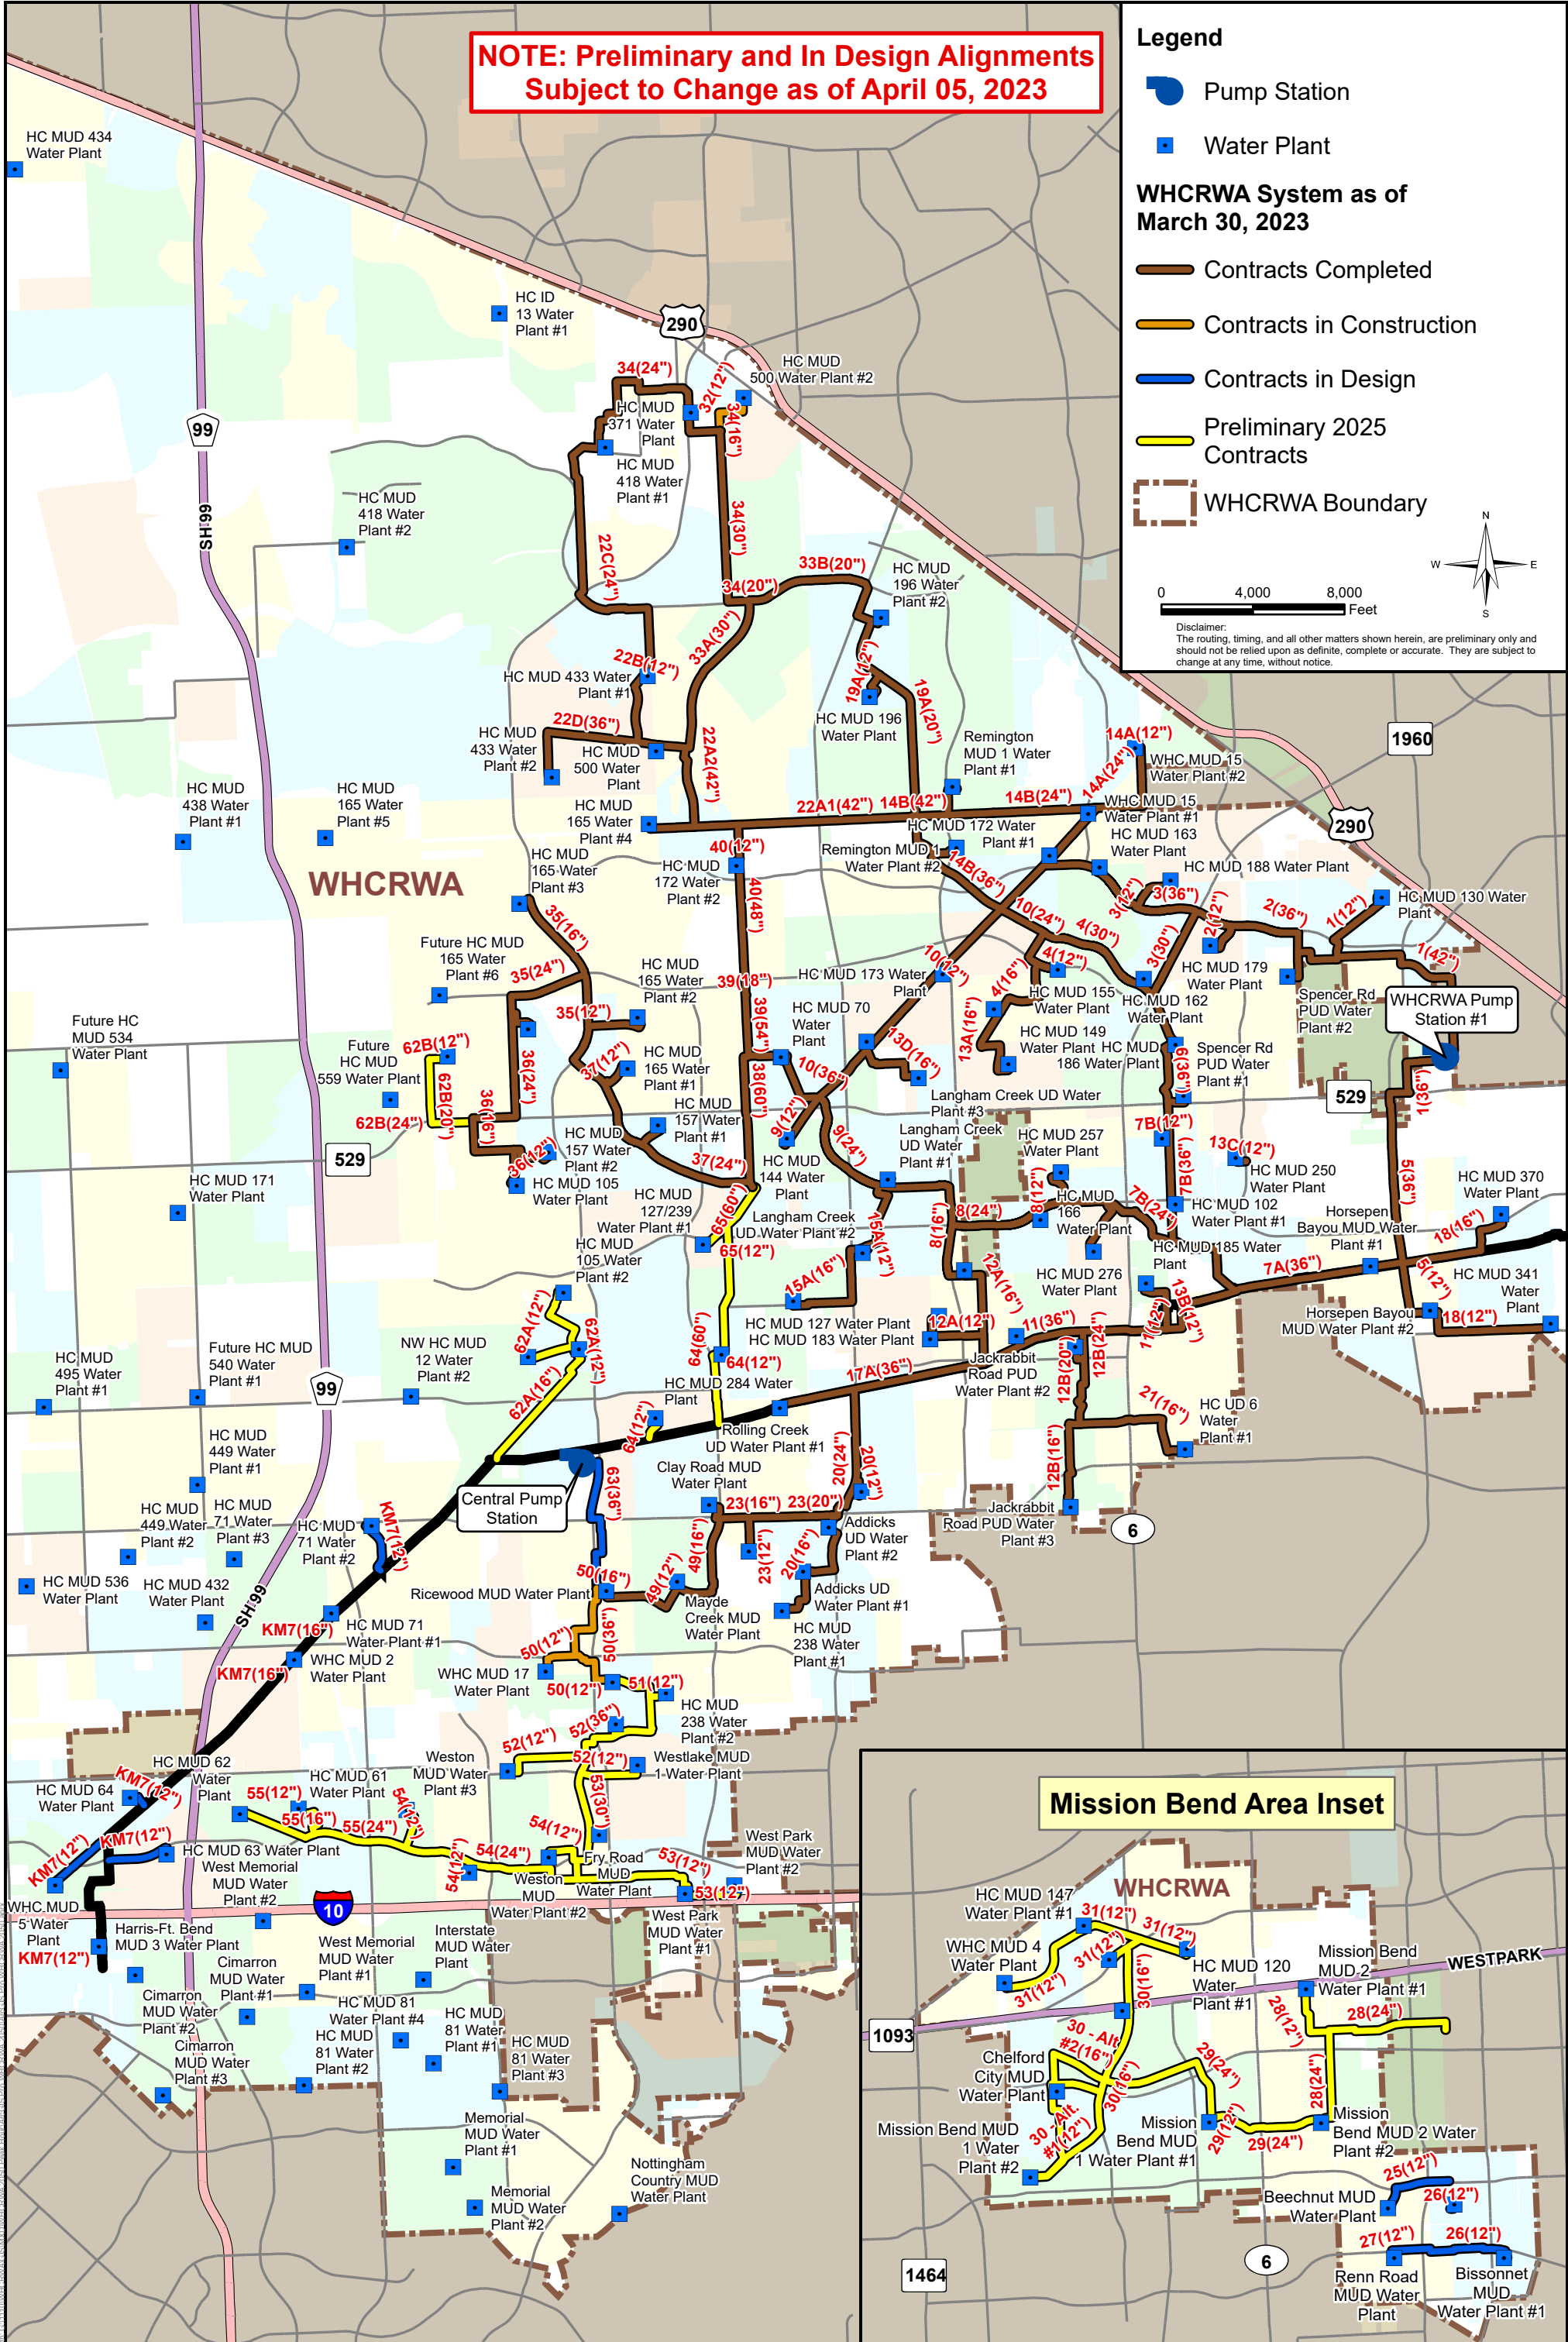 NOTE: Preliminary and In Design Alignments
Subject to Change as of April 05, 2023
Legend
Pump Station
Water Plant
WHCRWA System as of
March 30, 2023
Contracts Completed
Contracts in Construction
Contracts in Design
Preliminary 2025
Contracts
WHCRWA Boundary
N
W
E
S
0
4,000
8,000
Feet
Disclaimer:
The routing, timing, and all other matters shown herein, are preliminary only and
should not be relied upon as definite, complete or accurate. They are subject to
change at any time, without notice.
HC MUD 434
Water Plant
HC ID
13 Water
Plant #1
290
HC MUD
500 Water Plant #2
34(24")
32(12")
34(16")
HC MUD
371 Water
Plant
HC MUD
418 Water
Plant #1
99
SH 99
HC MUD
418 Water
Plant #2
34(30")
22C(24")
33B(20")
34(20")
HC MUD
196 Water
Plant #2
33A(30")
22B(12")
HC MUD 433 Water
Plant #1
19A(12")
19A(20")
HC MUD 196
Water Plant
22D(36")
HC MUD
433 Water
Plant #2
HC MUD
500 Water
Plant
22A2(42")
Remington
MUD 1 Water
Plant #1
14A(12")
14A(24")
WHC MUD 15
Water Plant #2
1960
HC MUD
438 Water
Plant #1
HC MUD
165 Water
Plant #5
HC MUD
165 Water
Plant #4
22A1(42")
14B(42")
14B(24")
WHC MUD 15
Water Plant #1
290
HC MUD 172 Water
Plant #1
HC MUD 163
Water Plant
40(12")
Remington MUD 1
Water Plant #2
14B(36")
HC MUD 188 Water Plant
WHCRWA
HC MUD
165 Water
Plant #3
HC MUD
172 Water
Plant #2
40(48")
3(12")
3(36")
2(12")
2(36")
1(12")
HC MUD 130 Water
Plant
35(16")
10(24")
4(30")
3(30")
1(42")
Future HC MUD
165 Water
Plant #6
35(24")
HC MUD
165 Water
Plant #2
39(18")
HC MUD 173 Water
Plant
10(12")
4(12")
4(16")
HC MUD 179
Water Plant
Spencer Rd
PUD Water
Plant #2
WHCRWA Pump
Station #1
35(12")
39(54")
HC MUD 70
Water
Plant
HC MUD 155
Water Plant
HC MUD 162
Water Plant
13A(16")
Future HC
MUD 534
Water Plant
Future
HC MUD
559 Water Plant
62B(12")
62B(20")
62B(24")
36(24")
36(16")
37(12")
HC MUD
165 Water
Plant #1
39(60")
10(36")
13D(16")
HC MUD 149
Water Plant
HC MUD
186 Water Plant
6(36")
Spencer Rd
PUD Water
Plant #1
1(36")
529
HC MUD
157 Water
Plant #1
9(12")
9(24")
Langham Creek UD Water
Plant #3
Langham Creek
UD Water
Plant #1
HC MUD 257
Water Plant
7B(12")
7B(36")
13C(12")
HC MUD 250
Water Plant
529
36(12")
HC MUD
157 Water
Plant #2
37(24")
HC MUD
144 Water
Plant
5(36")
HC MUD 370
Water Plant
HC MUD 171
Water Plant
HC MUD 105
Water Plant
HC MUD
127/239
Water Plant #1
65(60")
65(12")
Langham Creek
UD Water Plant #2
8(16")
8(24")
8(12")
HC MUD
166
Water Plant
7B(24")
HC MUD 102
Water Plant #1
Horsepen
Bayou MUD Water
Plant #1
18(16")
HC MUD
105 Water
Plant #2
15A(12")
15A(16")
12A(16")
HC MUD 276
Water Plant
HC MUD 185 Water
Plant
7A(36")
5(12")
HC MUD 341
Water
Plant
62A(12")
62A(12")
62A(16")
64(60")
HC MUD 127 Water Plant
HC MUD 183 Water Plant
12A(12")
11(36")
11(12")
13B(12")
Horsepen Bayou
MUD Water Plant #2
18(12")
HC MUD
495 Water
Plant #1
Future HC MUD
540 Water
Plant #1
99
NW HC MUD
12 Water
Plant #2
64(12")
17A(36")
Jackrabbit
Road PUD
Water Plant #2
12B(20")
12B(24")
HC MUD 284 Water
Plant
64(12")
Rolling Creek
UD Water Plant #1
21(16")
HC UD 6
Water
Plant #1
HC MUD
449 Water
Plant #1
Clay Road MUD
Water Plant
20(24")
20(12")
12B(16")
Central Pump
Station
63(36")
23(16")
23(20")
Jackrabbit
Road PUD Water
Plant #3
6
HC MUD
449 Water
Plant #2
HC MUD
71 Water
Plant #3
HC MUD
71 Water
Plant #2
KM7(12")
49(16")
23(12")
20(16")
Addicks
UD Water
Plant #2
HC MUD 536
Water Plant
HC MUD 432
Water Plant
SH 99
50(16")
Ricewood MUD Water Plant
49(12")
Mayde
Creek MUD
Water Plant
Addicks UD
Water Plant #1
HC MUD
238 Water
Plant #1
KM7(16")
HC MUD 71
Water Plant #1
50(12")
50(36")
KM7(16")
WHC MUD 2
Water Plant
WHC MUD 17
Water Plant
50(12")
51(12")
HC MUD
238 Water
Plant #2
52(36")
52(12")
52(12")
Weston
MUD Water
Plant #3
Westlake MUD
1 Water Plant
HC MUD 62
Water
Plant
HC MUD 64
Water Plant
KM7(12")
HC MUD 61
Water Plant
55(12")
55(16")
55(24")
54(12")
53(30")
54(12")
KM7(12")
KM7(12")
HC MUD 63 Water Plant
West Memorial
MUD Water
Plant #2
54(12")
54(24")
Weston
MUD
Water Plant #2
Fry Road
MUD
Water Plant
53(12")
53(12")
West Park
MUD Water
Plant #2
WHC MUD
5 Water
Plant
KM7(12")
10
Harris-Ft. Bend
MUD 3 Water Plant
West Memorial
MUD Water
Plant #1
Interstate
MUD Water
Plant
West Park
MUD Water
Plant #1
Cimarron
MUD Water
Plant #1
Cimarron
MUD Water
Plant #2
Cimarron
MUD Water
Plant #3
HC MUD 81
Water Plant #4
HC MUD
81 Water
Plant #2
HC MUD
81 Water
Plant #1
HC MUD
81 Water
Plant #3
Memorial
MUD Water
Plant #1
Memorial
MUD Water
Plant #2
Nottingham
Country MUD
Water Plant
Mission Bend Area Inset
WHCRWA
HC MUD 147
Water Plant #1
31(12")
31(12")
WHC MUD 4
Water Plant
31(12")
31(12")
HC MUD 120
Water
Plant #1
Mission Bend
MUD 2
Water Plant #1
WESTPARK
30(16")
1093
28(12")
28(24")
30 - Alt.
#2(16")
Chelford
City MUD
Water Plant
29(24")
30(16")
28(24")
30 - Alt.
#1(12")
Mission Bend MUD
1 Water
Plant #2
Mission
Bend MUD
1 Water Plant #1
29(12")
29(24")
Mission
Bend MUD 2 Water
Plant #2
25(12")
Beechnut MUD
Water Plant
26(12")
27(12")
26(12")
6
1464
Renn Road
MUD Water
Plant
Bissonnet
MUD
Water Plant #1